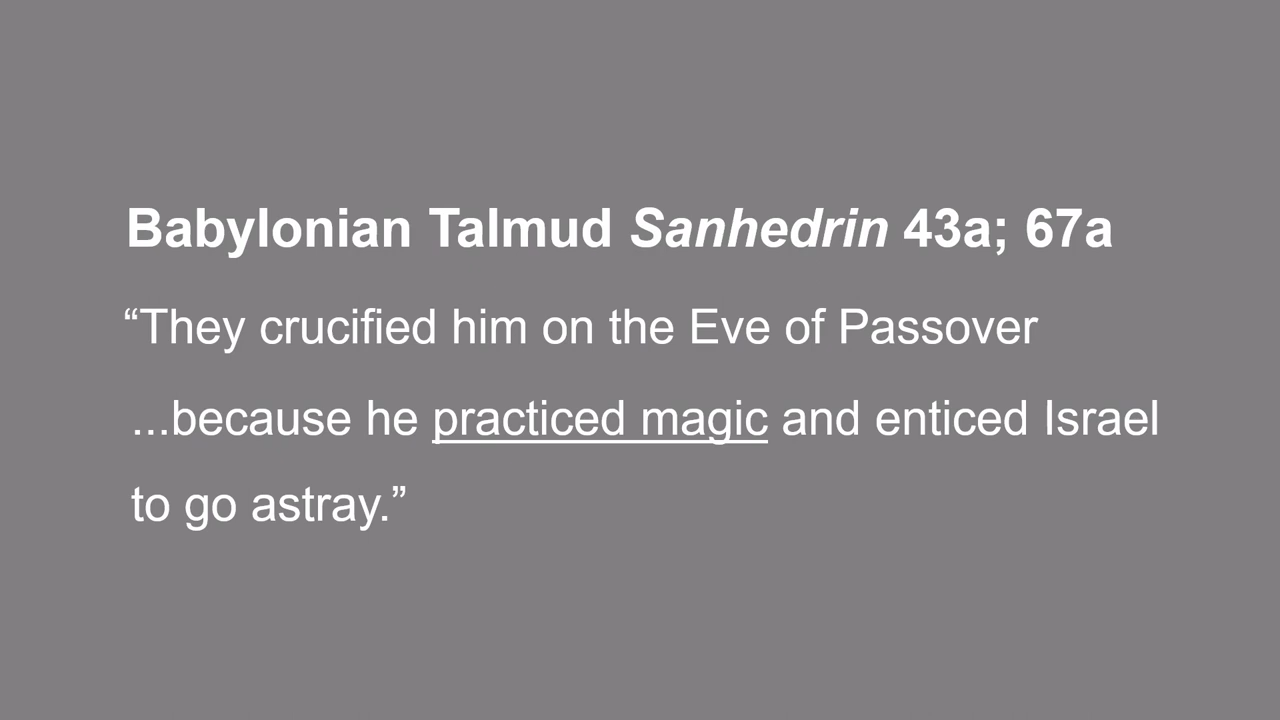 Babylonian Talmud Sanhedrin 43a; 67a
“They crucified him on the Eve of Passover
...because he practiced magic and enticed Israel
to go astray.”